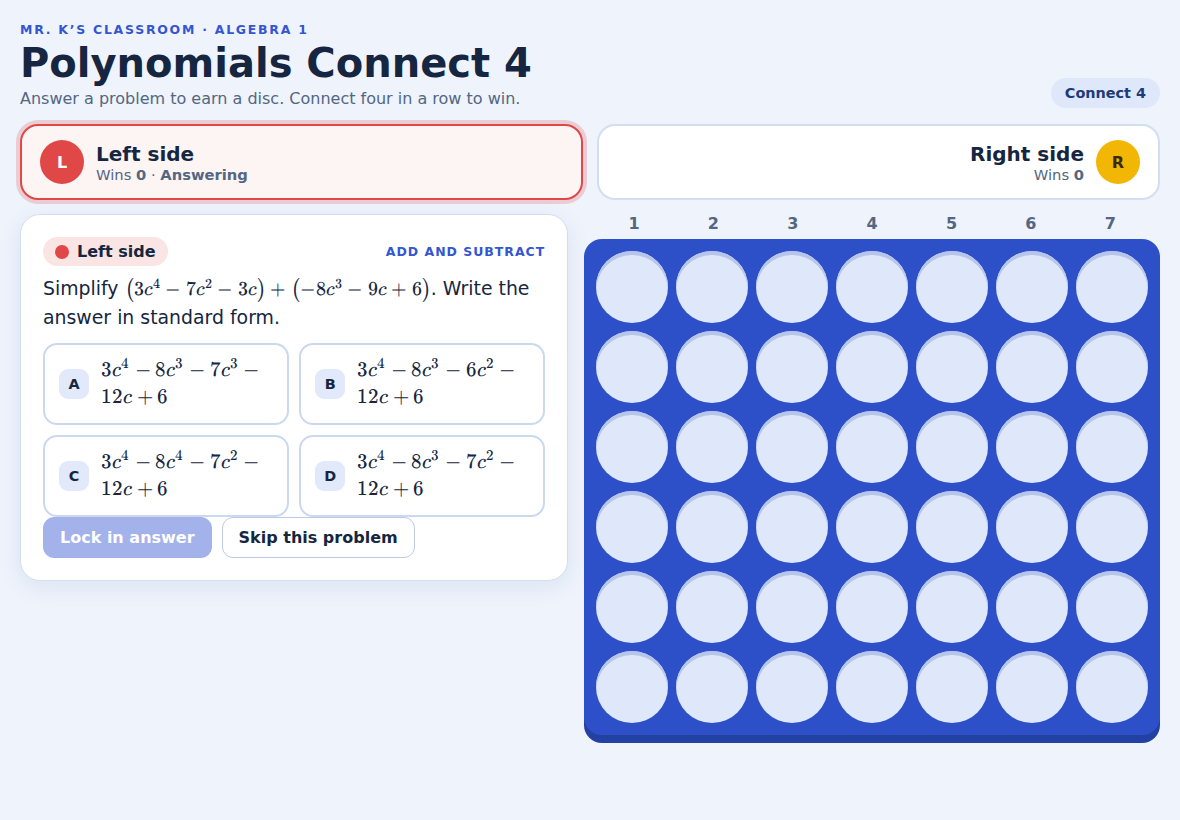 MR. K'S CLASSROOM · ALGEBRA 1
Polynomials Connect 4
Answer a problem to earn a disc. Connect four in a row to win.
Connect 4
L
Left side
Wins 0 · Answering
Right side
Wins 0
R
Left side
ADD AND SUBTRACT
Simplify (3c⁴ − 7c² − 3c) + (−8c³ − 9c + 6). Write the
answer in standard form.
A
3c⁴ − 8c³ − 7c³ −
12c + 6
B
3c⁴ − 8c³ − 6c² −
12c + 6
C
3c⁴ − 8c⁴ − 7c² −
12c + 6
D
3c⁴ − 8c³ − 7c² −
12c + 6
Lock in answer
Skip this problem
1 2 3 4 5 6 7